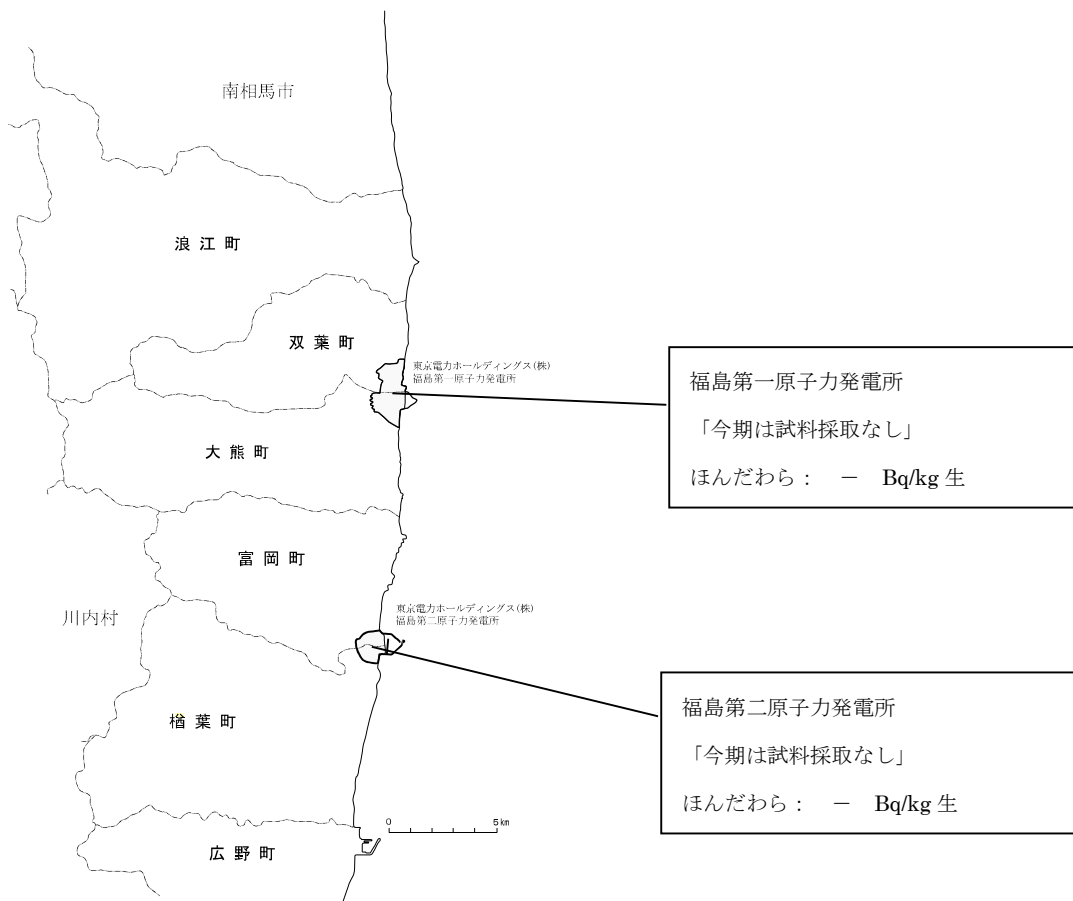 南相馬市
浪江町
双葉町
東京電力ホールディングス(株)
福島第一原子力発電所
福島第一原子力発電所
「今期は試料採取なし」
ほんだわら： － Bq/kg 生
大熊町
富岡町
川内村
東京電力ホールディングス(株)
福島第二原子力発電所
福島第二原子力発電所
「今期は試料採取なし」
ほんだわら： － Bq/kg 生
楢葉町
0 5km
広野町